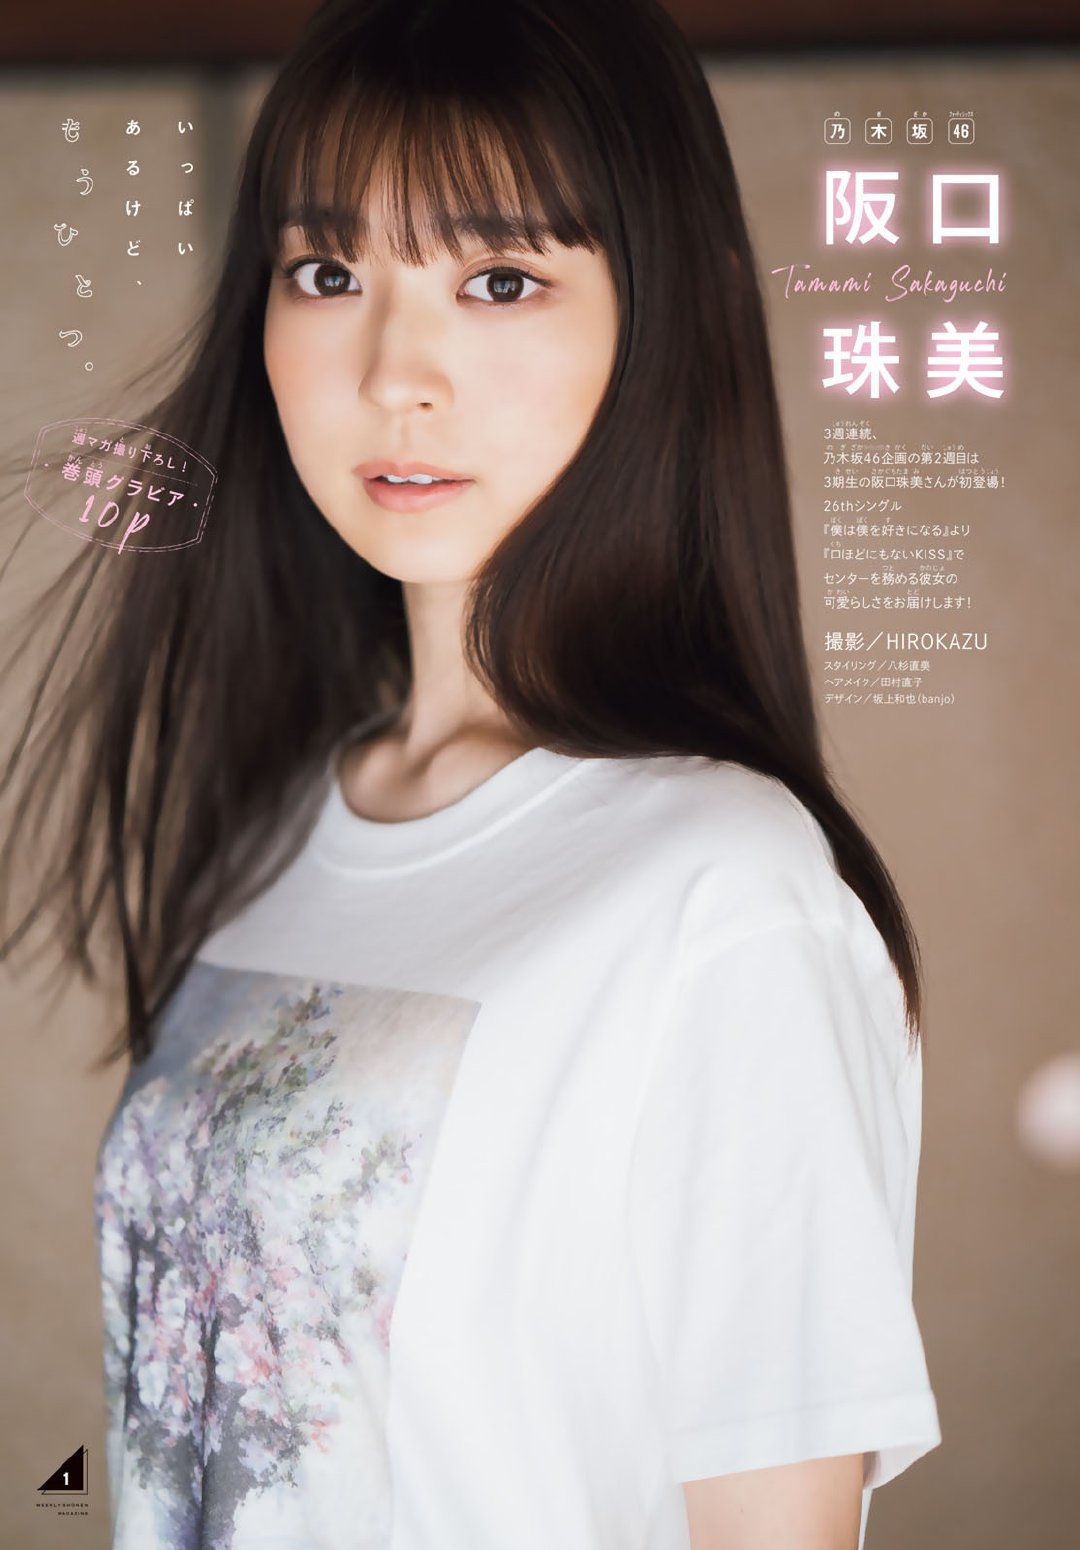 乃木坂46
阪口
Tamami Sakaguchi
珠美
3週連続、
乃木坂46企画の第2週目は
3期生の阪口珠美さんが初登場！
26thシングル
『僕は僕を好きになる』より
『口ほどにもないKISS』で
センターを務める彼女の
可愛らしさをお届けします！
撮影／HIROKAZU
スタイリング／八杉直美
ヘアメイク／田村直子
デザイン／坂上和也（banjo）
いっぱい
あるけど、
もうひとつ。
週マガ撮り下ろし！
巻頭グラビア
10p
1
WEEKLY SHONEN
MAGAZINE